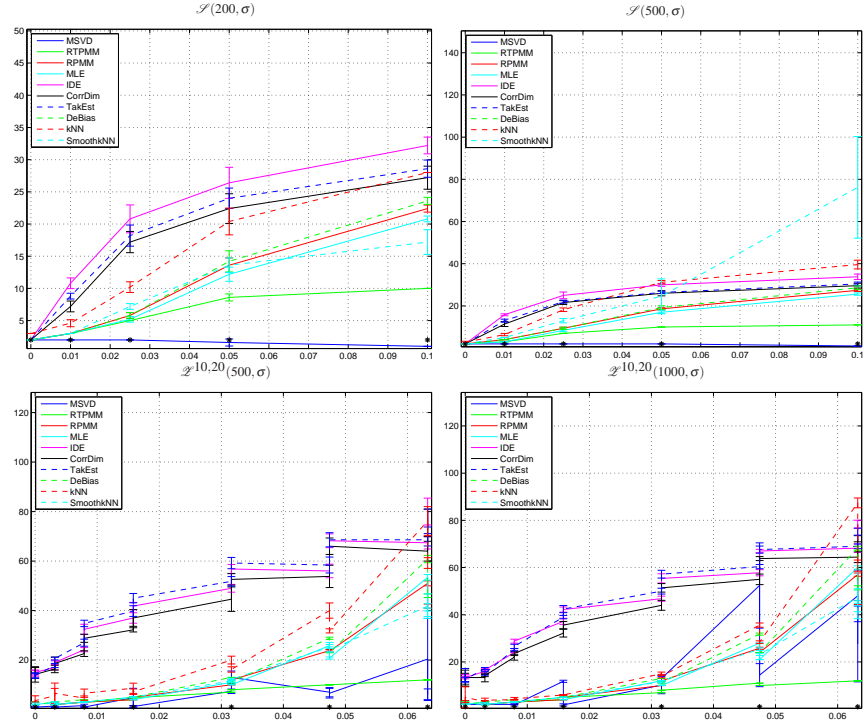 𝒮(200, σ)
50
45
40
35
30
25
20
15
10
5
0 0.01 0.02 0.03 0.04 0.05 0.06 0.07 0.08 0.09 0.1
MSVD
RTPMM
RPMM
MLE
IDE
CorrDim
TakEst
DeBias
kNN
SmoothkNN
𝒮(500, σ)
140
120
100
80
60
40
20
0 0.01 0.02 0.03 0.04 0.05 0.06 0.07 0.08 0.09 0.1
MSVD
RTPMM
RPMM
MLE
IDE
CorrDim
TakEst
DeBias
kNN
SmoothkNN
𝒵^10,20(500, σ)
120
100
80
60
40
20
0 0.01 0.02 0.03 0.04 0.05 0.06
MSVD
RTPMM
RPMM
MLE
IDE
CorrDim
TakEst
DeBias
kNN
SmoothkNN
𝒵^10,20(1000, σ)
120
100
80
60
40
20
0 0.01 0.02 0.03 0.04 0.05 0.06
MSVD
RTPMM
RPMM
MLE
IDE
CorrDim
TakEst
DeBias
kNN
SmoothkNN